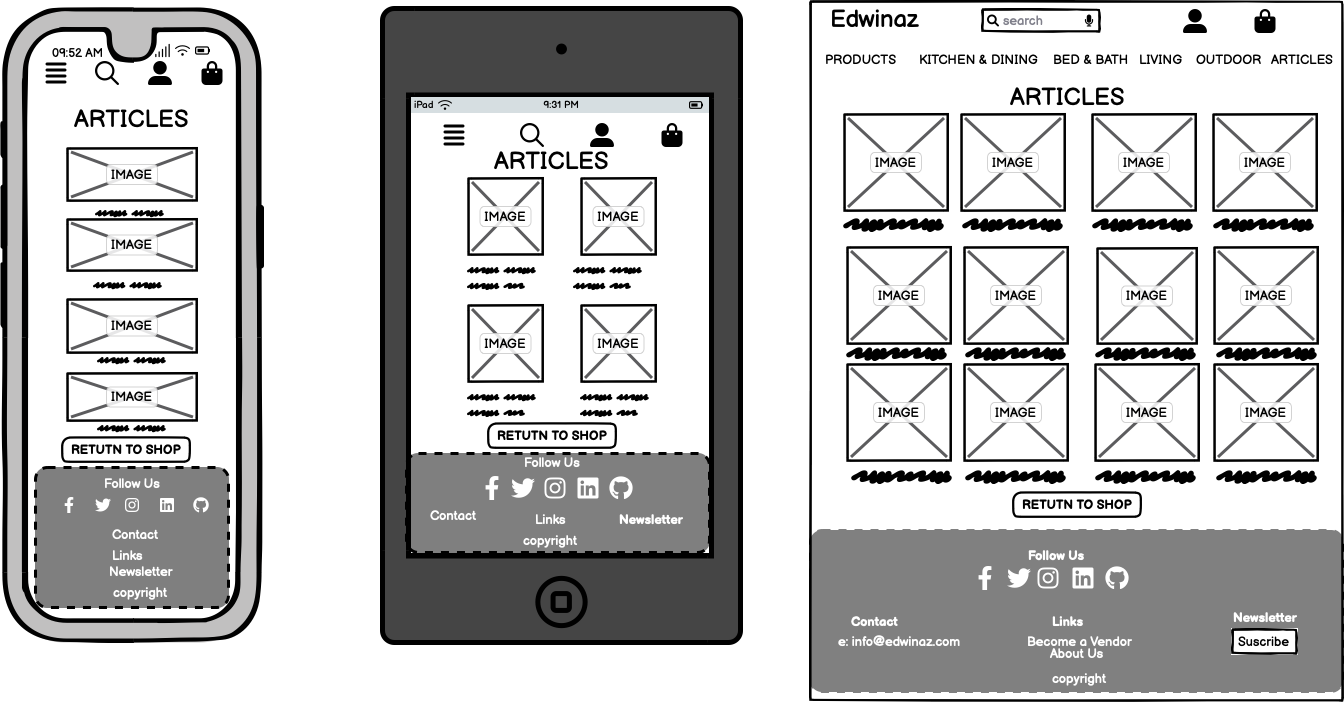 09:52 AM
ARTICLES
IMAGE
IMAGE
IMAGE
IMAGE
RETUTN TO SHOP
Follow Us
Contact
Links
Newsletter
copyright
iPad
9:31 PM
ARTICLES
IMAGE IMAGE
IMAGE IMAGE
RETUTN TO SHOP
Follow Us
Contact Links Newsletter
copyright
Edwinaz search
PRODUCTS KITCHEN & DINING BED & BATH LIVING OUTDOOR ARTICLES
ARTICLES
IMAGE IMAGE IMAGE IMAGE
IMAGE IMAGE IMAGE IMAGE
IMAGE IMAGE IMAGE IMAGE
RETUTN TO SHOP
Follow Us
Contact Links Newsletter
e: info@edwinaz.com Become a Vendor Suscribe
About Us
copyright